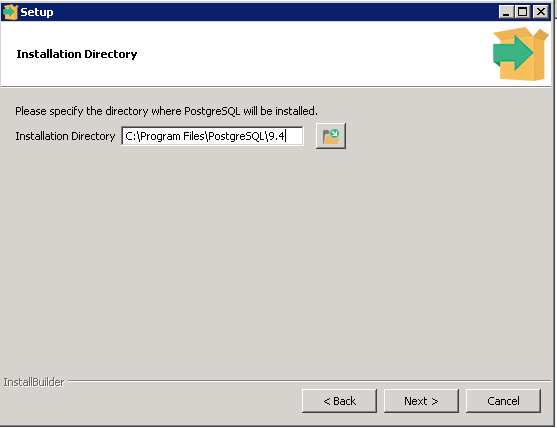 Setup
Installation Directory
Please specify the directory where PostgreSQL will be installed.
Installation Directory C:\Program Files\PostgreSQL\9.4
InstallBuilder
< Back Next > Cancel